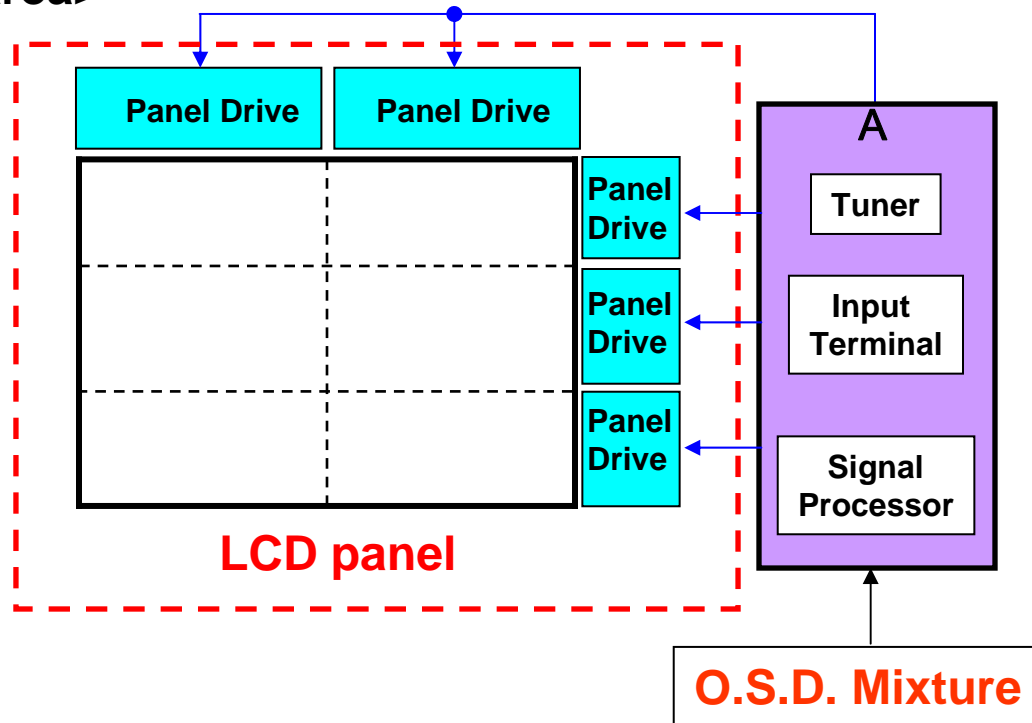 Panel Drive
Panel Drive
A
Panel
Drive
Tuner
Panel
Drive
Input
Terminal
Panel
Drive
Signal
Processor
LCD panel
O.S.D. Mixture